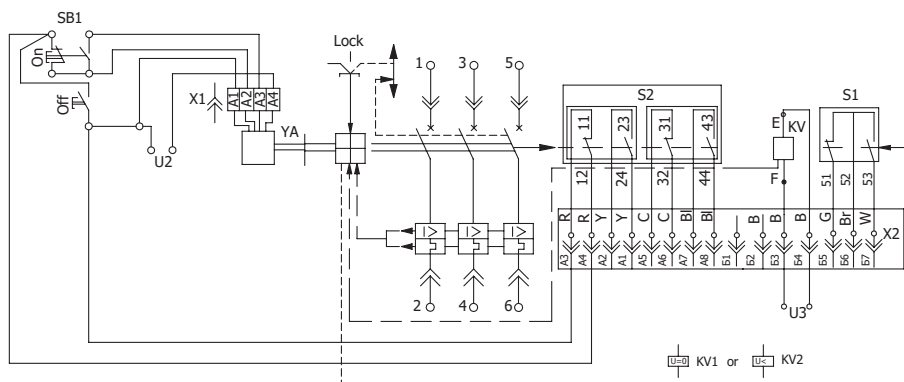 SB1
On
Off
U2
X1
A1 A2 A3 A4
YA
Lock
1 3 5
2 4 6
S2
11 23 31 43
12 24 32 44
E
KV
F
S1
51 52 53
R R Y Y C C Bl Bl B B B G Br W
X2
A3 A4 A2 A1 A5 A6 A7 A8 Б1 Б2 Б3 Б4 Б5 Б6 Б7
U3
U=0 KV1 or U< KV2